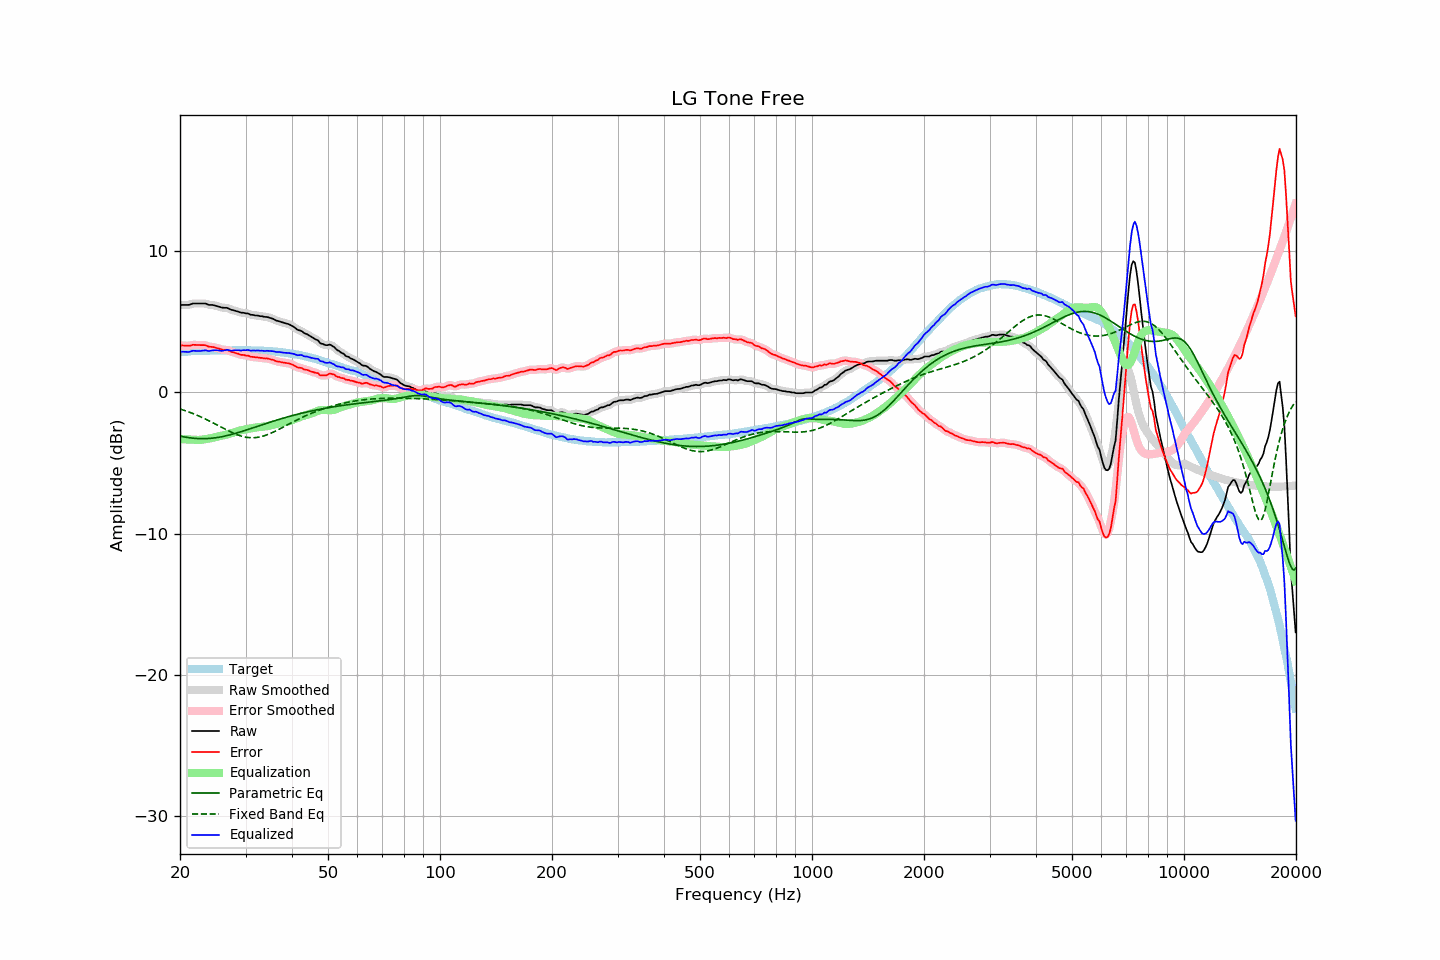 LG Tone Free
Amplitude (dBr)
10
0
−10
−20
−30
Target
Raw Smoothed
Error Smoothed
Raw
Error
Equalization
Parametric Eq
Fixed Band Eq
Equalized
20 50 100 200 500 1000 2000 5000 10000 20000
Frequency (Hz)